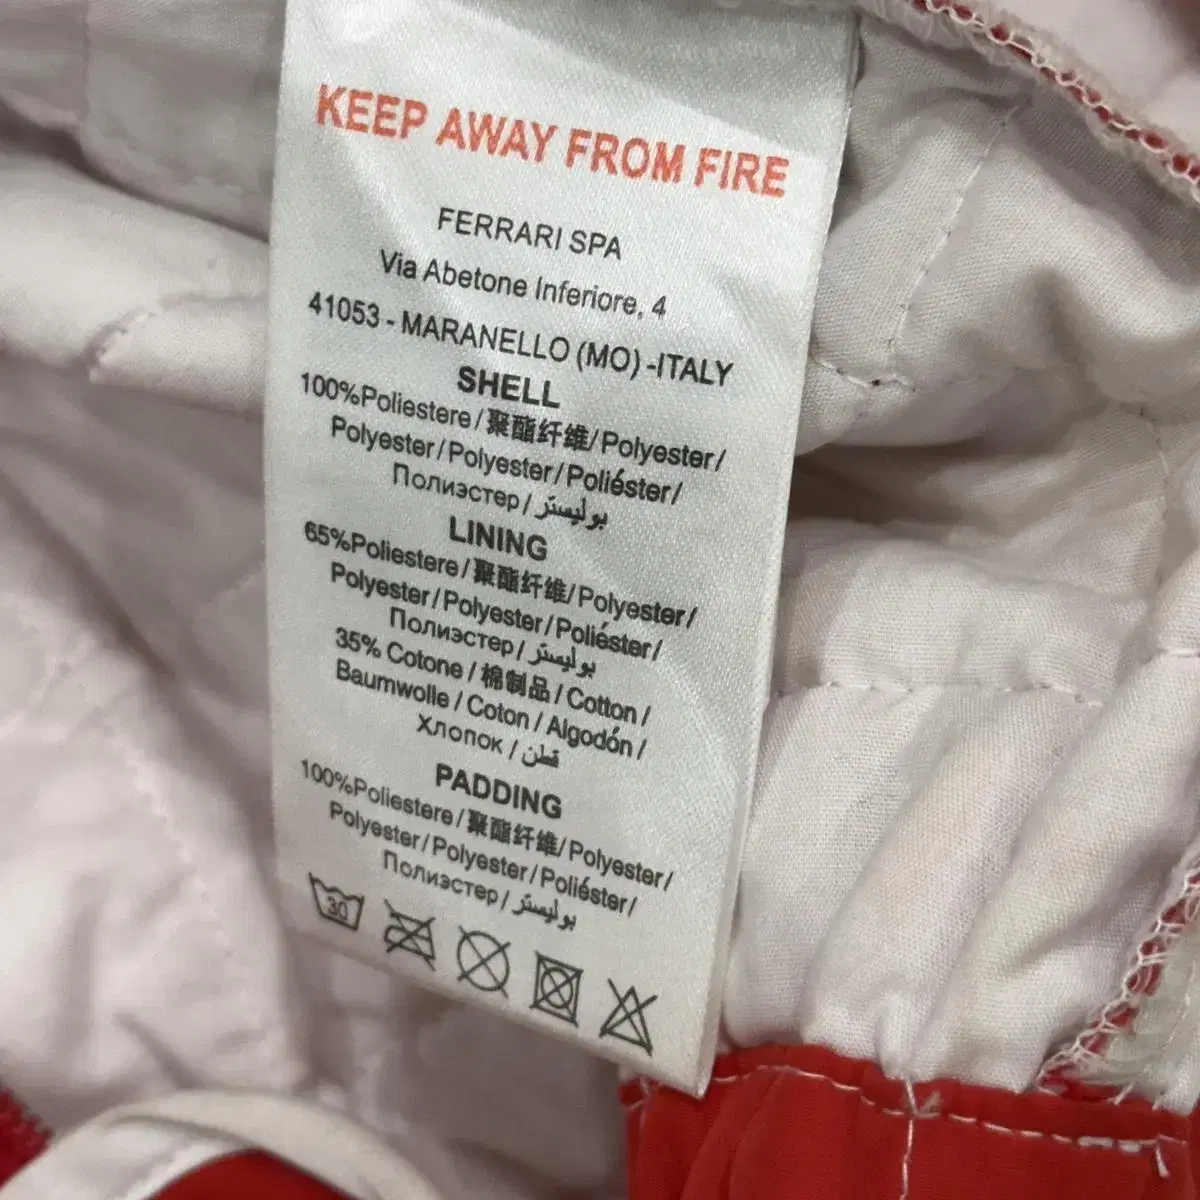 KEEP AWAY FROM FIRE
FERRARI SPA
Via Abetone Inferiore, 4
41053 - MARANELLO (MO) -ITALY
SHELL
100%Poliestere/聚酯纤维/Polyester/
Polyester/Polyester/Poliéster/
Полиэстер/بوليستر
LINING
65%Poliestere/聚酯纤维/Polyester/
Polyester/Polyester/Poliéster/
Полиэстер/بوليستر
35% Cotone/棉制品/Cotton/
Baumwolle/Coton/Algodón/
Хлопок/قطن
PADDING
100%Poliestere/聚酯纤维/Polyester/
Polyester/Polyester/Poliéster/
Полиэстер/بوليستر
30